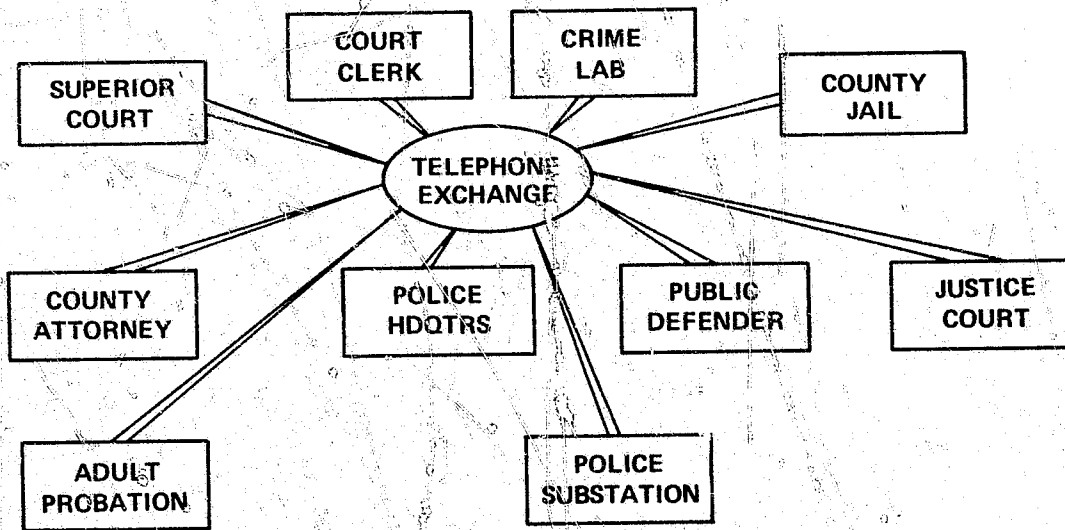 COURT
CLERK
CRIME
LAB
SUPERIOR
COURT
COUNTY
JAIL
TELEPHONE
EXCHANGE
COUNTY
ATTORNEY
POLICE
HDQTRS
PUBLIC
DEFENDER
JUSTICE
COURT
ADULT
PROBATION
POLICE
SUBSTATION